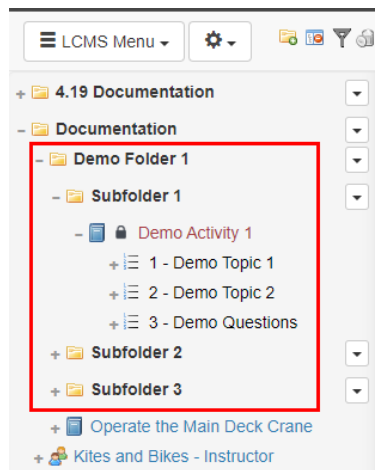 LCMS Menu
4.19 Documentation
Documentation
Demo Folder 1
Subfolder 1
Demo Activity 1
1 - Demo Topic 1
2 - Demo Topic 2
3 - Demo Questions
Subfolder 2
Subfolder 3
Operate the Main Deck Crane
Kites and Bikes - Instructor